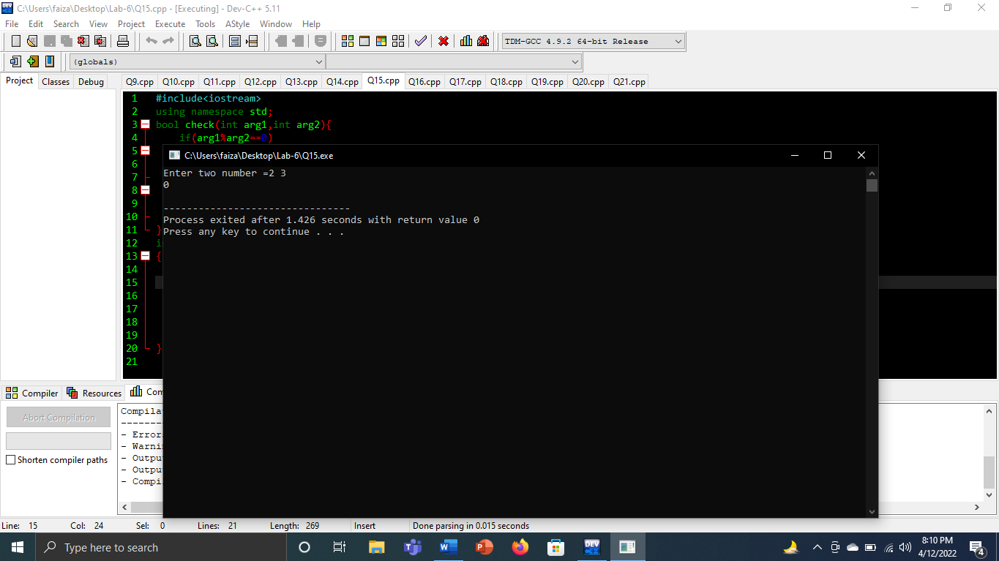 C:\Users\faiza\Desktop\Lab-6\Q15.cpp - [Executing] - Dev-C++ 5.11
File Edit Search View Project Execute Tools AStyle Window Help
TDM-GCC 4.9.2 64-bit Release
(globals)
Project Classes Debug Q9.cpp Q10.cpp Q11.cpp Q12.cpp Q13.cpp Q14.cpp Q15.cpp Q16.cpp Q17.cpp Q18.cpp Q19.cpp Q20.cpp Q21.cpp
1 #include<iostream>
2 using namespace std;
3 bool check(int arg1,int arg2){
4 if(arg1%arg2==0)
5
6
7
8
9
10
11 }
12
13 {
14
15
16
17
18
19
20 }
21
C:\Users\faiza\Desktop\Lab-6\Q15.exe
Enter two number =2 3
0
--------------------------------
Process exited after 1.426 seconds with return value 0
Press any key to continue . . .
Compiler Resources
Abort Compilation
Shorten compiler paths
Line: 15 Col: 24 Sel: 0 Lines: 21 Length: 269 Insert Done parsing in 0.015 seconds
Type here to search
8:10 PM
4/12/2022
4